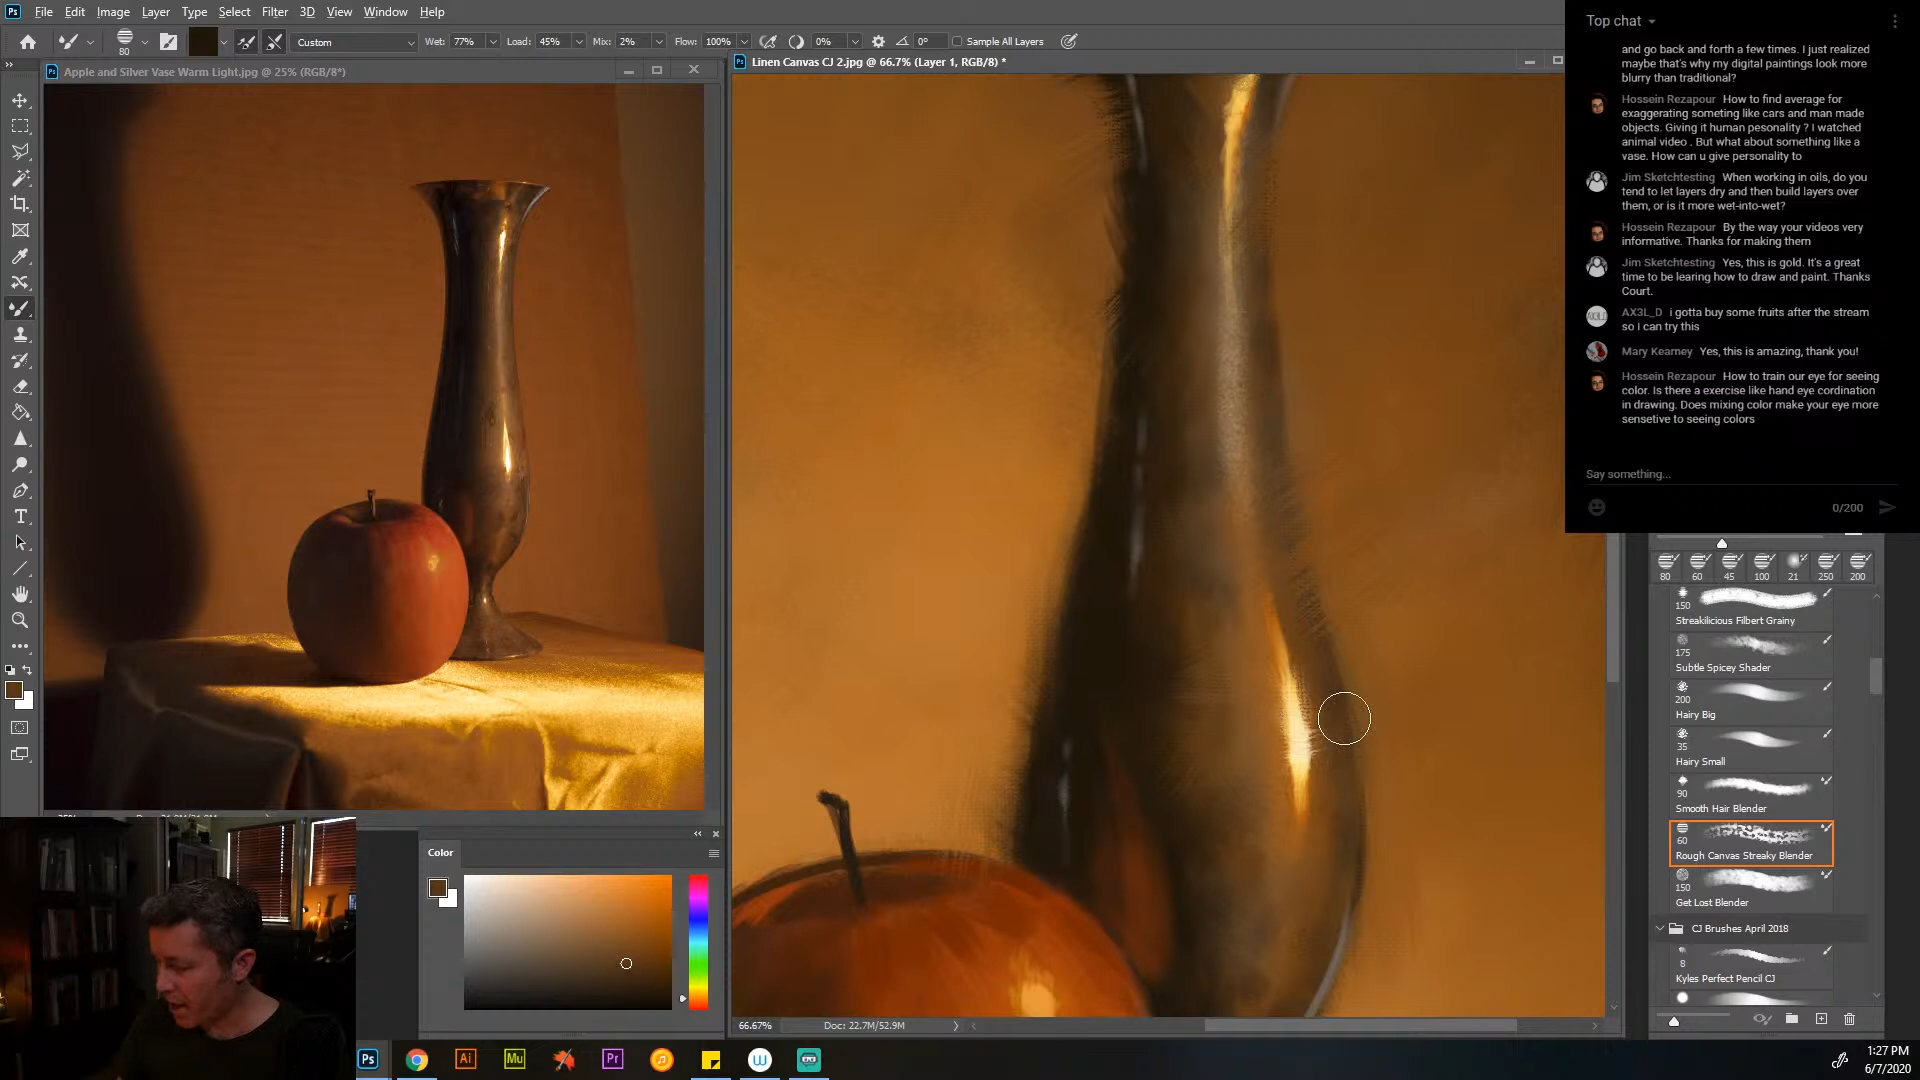 Ps File Edit Image Layer Type Select Filter 3D View Window Help
80 Custom Wet: 77% Load: 45% Mix: 2% Flow: 100% 0% 0° Sample All Layers
Apple and Silver Vase Warm Light.jpg @ 25% (RGB/8*)
Linen Canvas CJ 2.jpg @ 66.7% (Layer 1, RGB/8) *
Top chat
and go back and forth a few times. I just realized
maybe that's why my digital paintings look more
blurry than traditional?
Hossein Rezapour How to find average for
exaggerating someting like cars and man made
objects. Giving it human pesonality ? I watched
animal video . But what about something like a
vase. How can u give personality to
Jim Sketchtesting When working in oils, do you
tend to let layers dry and then build layers over
them, or is it more wet-into-wet?
Hossein Rezapour By the way your videos very
informative. Thanks for making them
Jim Sketchtesting Yes, this is gold. It's a great
time to be learing how to draw and paint. Thanks
Court.
AX3L_D i gotta buy some fruits after the stream
so i can try this
Mary Kearney Yes, this is amazing, thank you!
Hossein Rezapour How to train our eye for seeing
color. Is there a exercise like hand eye cordination
in drawing. Does mixing color make your eye more
sensetive to seeing colors
Say something...
0/200
80 60 45 100 21 250 200
150
Streakilicious Filbert Grainy
175
Subtle Spicey Shader
200
Hairy Big
35
Hairy Small
90
Smooth Hair Blender
60
Rough Canvas Streaky Blender
150
Get Lost Blender
CJ Brushes April 2018
8
Kyles Perfect Pencil CJ
Color
66.67% Doc: 22.7M/52.9M
Ps Ai Mu Pr W
1:27 PM
6/7/2020